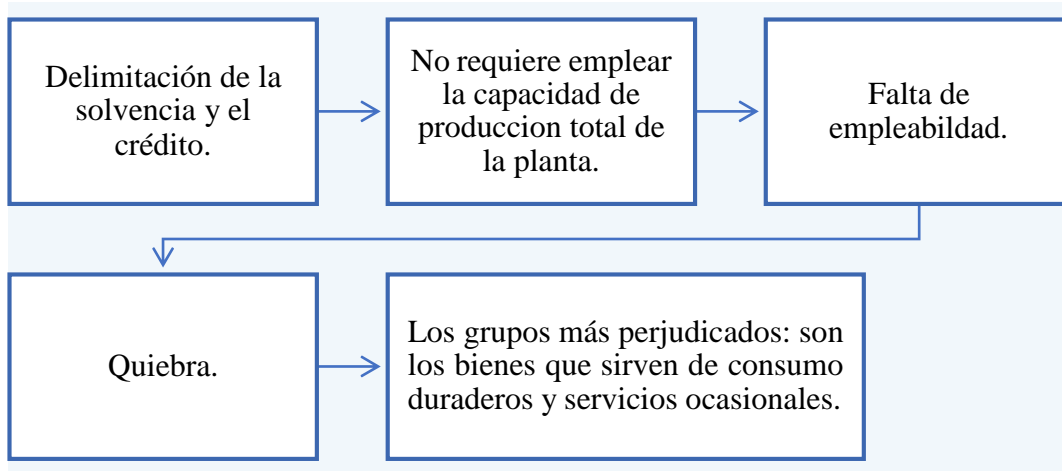 Delimitación de la
solvencia y el
crédito.
No requiere emplear
la capacidad de
produccion total de
la planta.
Falta de
empleabildad.
Quiebra.
Los grupos más perjudicados: son
los bienes que sirven de consumo
duraderos y servicios ocasionales.